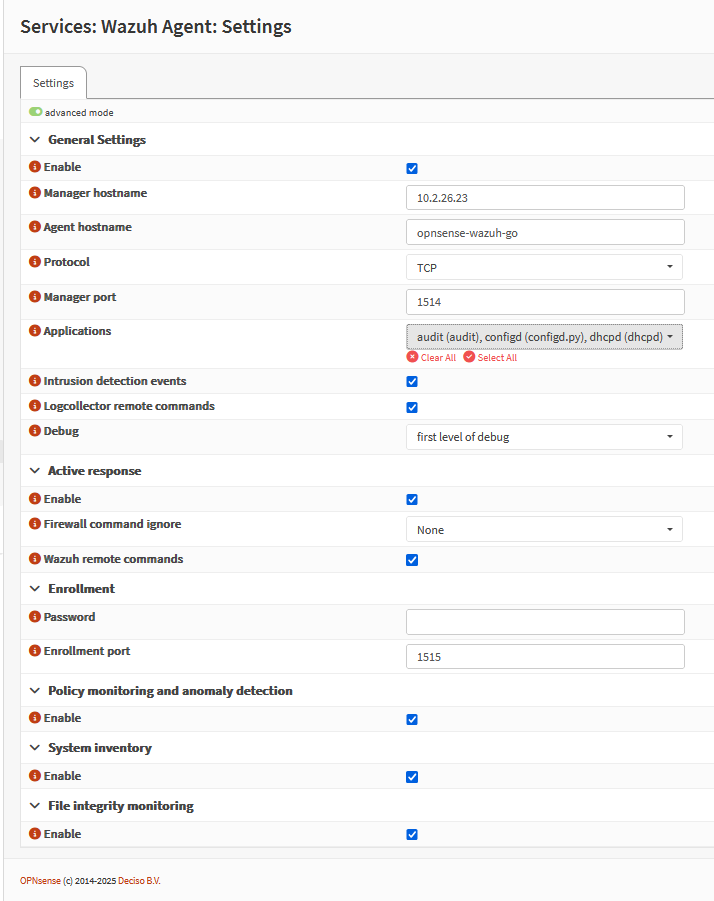 Services: Wazuh Agent: Settings
Settings
advanced mode
General Settings
Enable
Manager hostname
10.2.26.23
Agent hostname
opnsense-wazuh-go
Protocol
TCP
Manager port
1514
Applications
audit (audit), configd (configd.py), dhcpd (dhcpd)
Clear All Select All
Intrusion detection events
Logcollector remote commands
Debug
first level of debug
Active response
Enable
Firewall command ignore
None
Wazuh remote commands
Enrollment
Password
Enrollment port
1515
Policy monitoring and anomaly detection
Enable
System inventory
Enable
File integrity monitoring
Enable
OPNsense (c) 2014-2025 Deciso B.V.